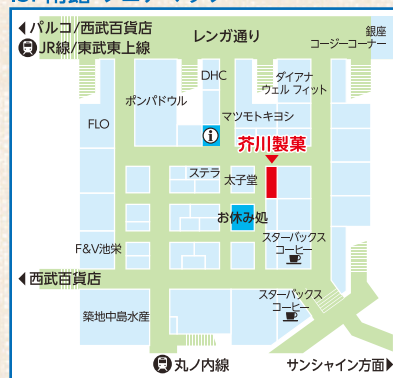 パルコ/西武百貨店
JR線/東武東上線
レンガ通り
銀座
コージーコーナー
DHC
ダイアナ
ウェル フィット
ポンパドウル
マツモトキヨシ
FLO
芥川製菓
ステラ
太子堂
お休み処
スターバックス
コーヒー
F&V池栄
西武百貨店
スターバックス
コーヒー
築地中島水産
丸ノ内線
サンシャイン方面